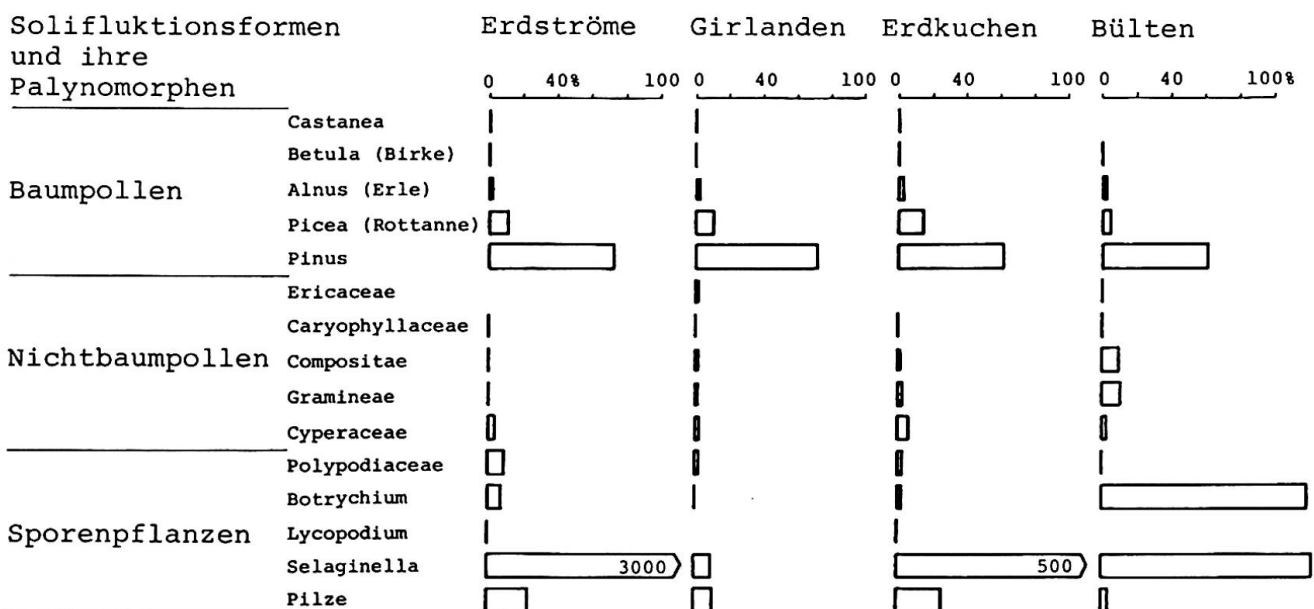 Solifluktionsformen Erdströme Girlanden Erdkuchen Bülten
und ihre
Palynomorphen 0 40% 100 0 40 100 0 40 100 0 40 100%
Castanea
Betula (Birke)
Baumpollen Alnus (Erle)
Picea (Rottanne)
Pinus
Ericaceae
Caryophyllaceae
Nichtbaumpollen Compositae
Gramineae
Cyperaceae
Polypodiaceae
Botrychium
Sporenpflanzen Lycopodium
Selaginella 3000 500
Pilze